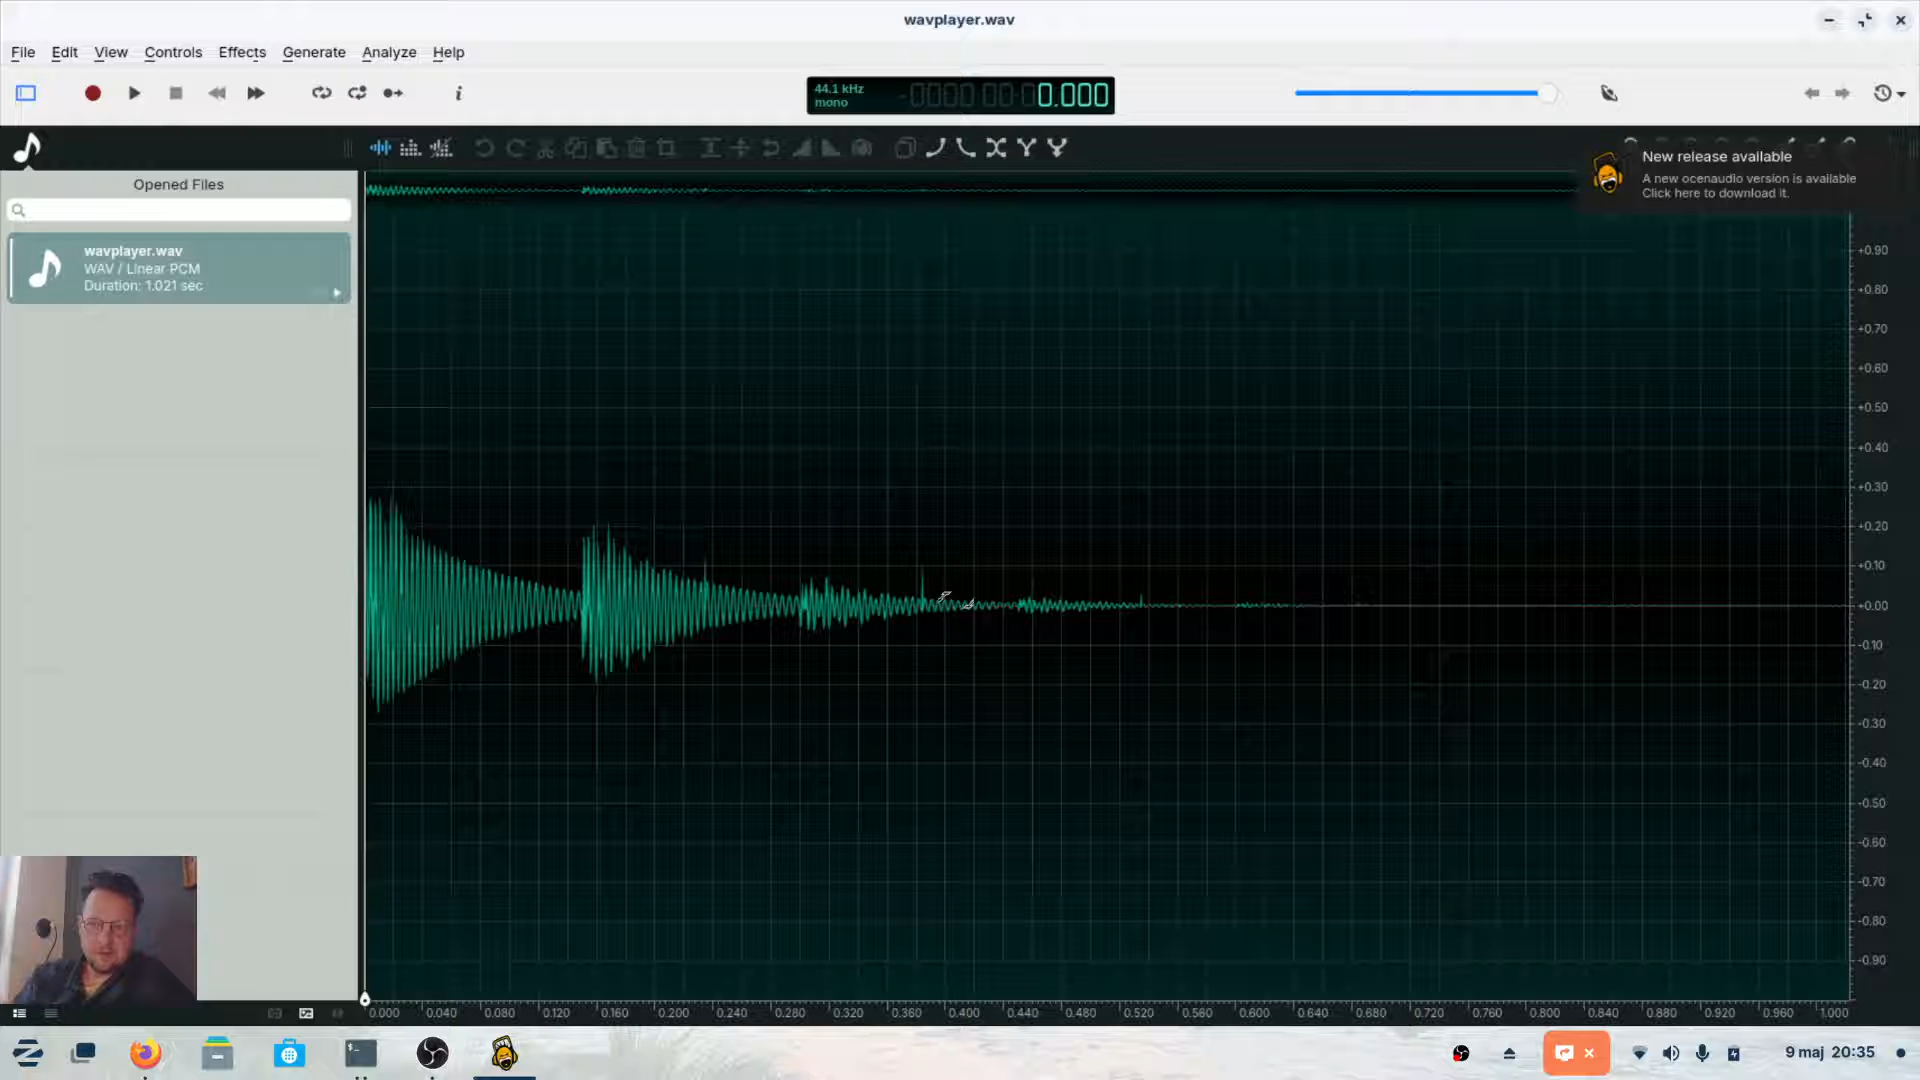 wavplayer.wav
File Edit View Controls Effects Generate Analyze Help
44.1 kHz
mono
0.000
Opened Files
New release available
A new ocenaudio version is available
Click here to download it.
wavplayer.wav
WAV / Linear PCM
Duration: 1.021 sec
+0.90
+0.80
+0.70
+0.60
+0.50
+0.40
+0.30
+0.20
+0.10
+0.00
-0.10
-0.20
-0.30
-0.40
-0.50
-0.60
-0.70
-0.80
-0.90
0.000 0.040 0.080 0.120 0.160 0.200 0.240 0.280 0.320 0.360 0.400 0.440 0.480 0.520 0.560 0.600 0.640 0.680 0.720 0.760 0.800 0.840 0.880 0.920 0.960 1.000
9 maj 20:35